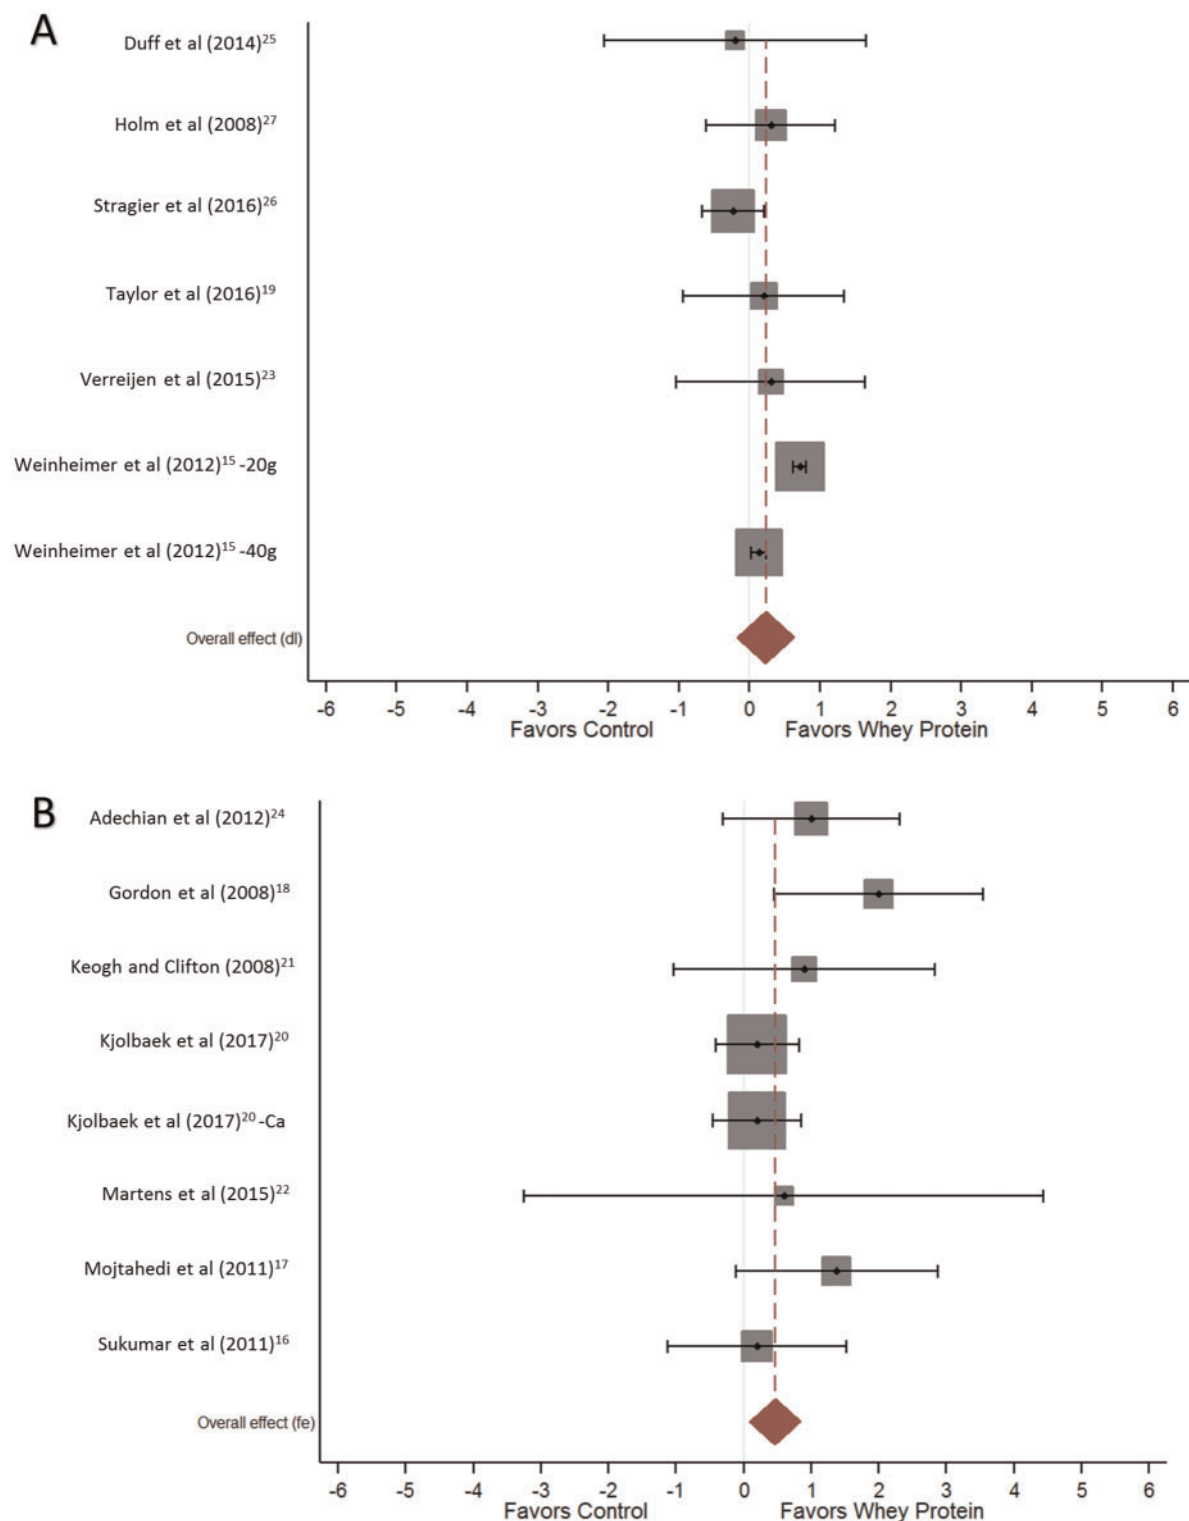 A
Duff et al (2014)25
Holm et al (2008)27
Stragier et al (2016)26
Taylor et al (2016)19
Verreijen et al (2015)23
Weinheimer et al (2012)15 -20g
Weinheimer et al (2012)15 -40g
Overall effect (dl)
-6 -5 -4 -3 -2 -1 0 1 2 3 4 5 6
Favors Control Favors Whey Protein
B
Adechian et al (2012)24
Gordon et al (2008)18
Keogh and Clifton (2008)21
Kjolbaek et al (2017)20
Kjolbaek et al (2017)20 -Ca
Martens et al (2015)22
Mojtahedi et al (2011)17
Sukumar et al (2011)16
Overall effect (fe)
-6 -5 -4 -3 -2 -1 0 1 2 3 4 5 6
Favors Control Favors Whey Protein